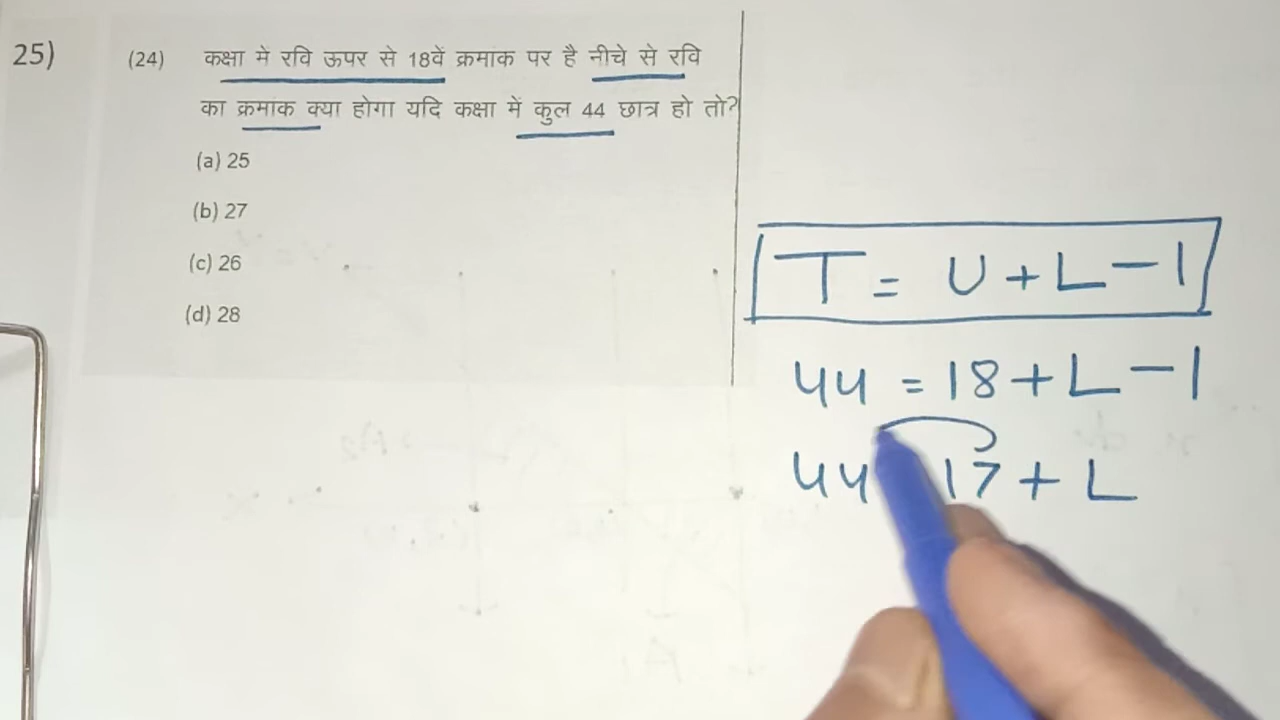 25)
(24) कक्षा में रवि ऊपर से 18वें क्रमांक पर है नीचे से रवि
का क्रमांक क्या होगा यदि कक्षा में कुल 44 छात्र हो तो?
(a) 25
(b) 27
(c) 26
(d) 28
T = U + L - 1
44 = 18 + L - 1
44 17 + L